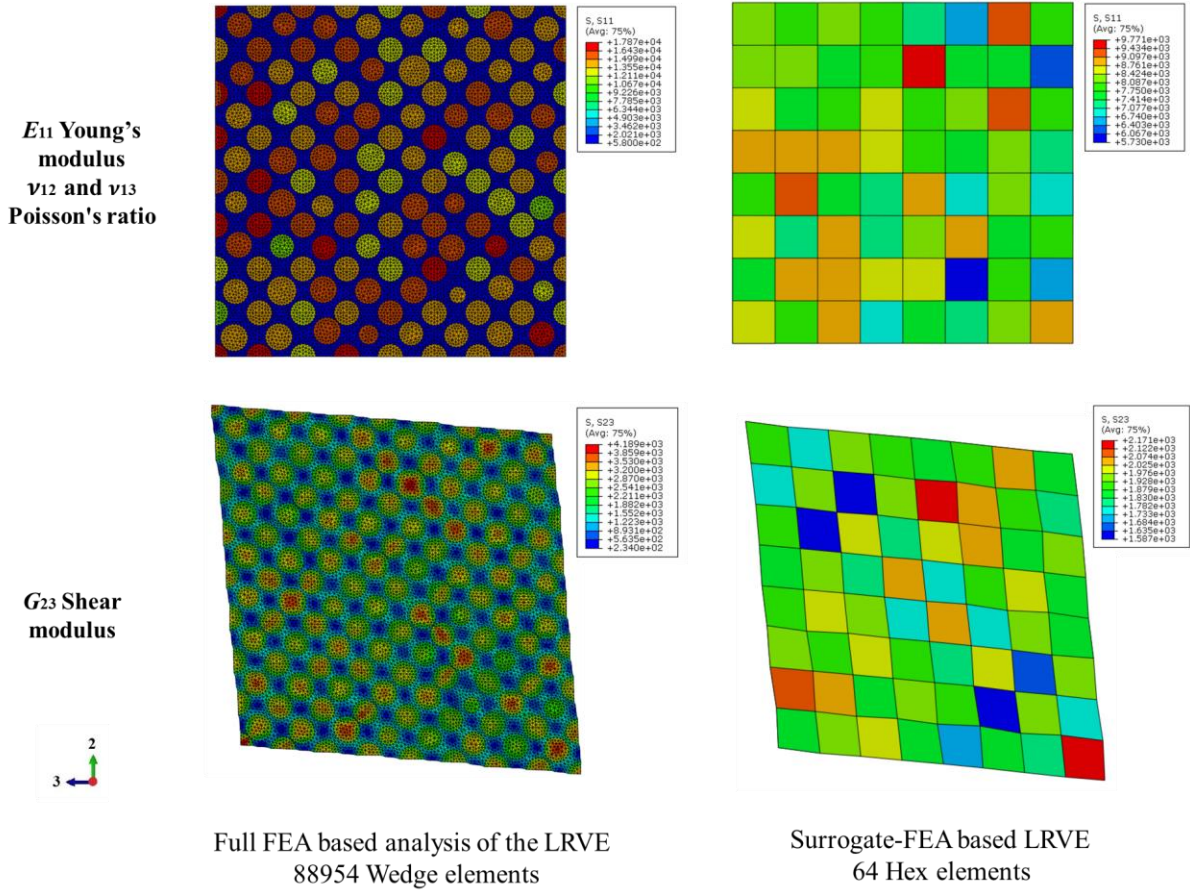 S, S11
(Avg: 75%)
+1.787e+04
+1.643e+04
+1.499e+04
+1.355e+04
+1.211e+04
+1.067e+04
+9.226e+03
+7.785e+03
+6.344e+03
+4.903e+03
+3.462e+03
+2.021e+03
+5.800e+02
S, S11
(Avg: 75%)
+9.771e+03
+9.434e+03
+9.097e+03
+8.761e+03
+8.424e+03
+8.087e+03
+7.750e+03
+7.414e+03
+7.077e+03
+6.740e+03
+6.403e+03
+6.067e+03
+5.730e+03
E11 Young’s
modulus
ν12 and ν13
Poisson's ratio
S, S23
(Avg: 75%)
+4.189e+03
+3.859e+03
+3.530e+03
+3.200e+03
+2.870e+03
+2.541e+03
+2.211e+03
+1.882e+03
+1.552e+03
+1.223e+03
+8.931e+02
+5.635e+02
+2.340e+02
S, S23
(Avg: 75%)
+2.171e+03
+2.122e+03
+2.074e+03
+2.025e+03
+1.976e+03
+1.928e+03
+1.879e+03
+1.830e+03
+1.782e+03
+1.733e+03
+1.684e+03
+1.635e+03
+1.587e+03
G23 Shear
modulus
2
3
Full FEA based analysis of the LRVE
88954 Wedge elements
Surrogate-FEA based LRVE
64 Hex elements